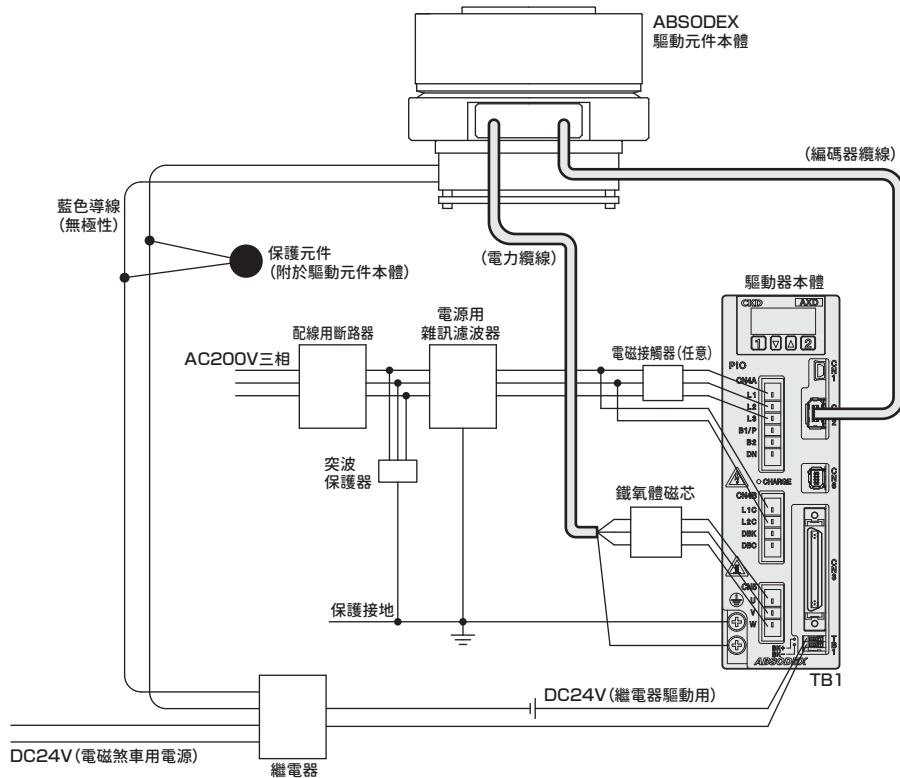 ABSODEX
驅動元件本體
(編碼器纜線)
藍色導線
(無極性)
保護元件
(附於驅動元件本體)
(電力纜線)
驅動器本體
CKD
AXD
1
2
電源用
雜訊濾波器
配線用斷路器
電磁接觸器(任意)
AC200V三相
PIO
CN1
CN4A
L1
L2
L3
B1/P
B2
DN
突波
保護器
CHARGE
CN4B
鐵氧體磁芯
L1C
L2C
DBK
DBC
CN3
CN5
U
V
W
保護接地
BK+
BK-
TB1
ABSODEX
TB1
DC24V(繼電器驅動用)
DC24V(電磁煞車用電源)
繼電器